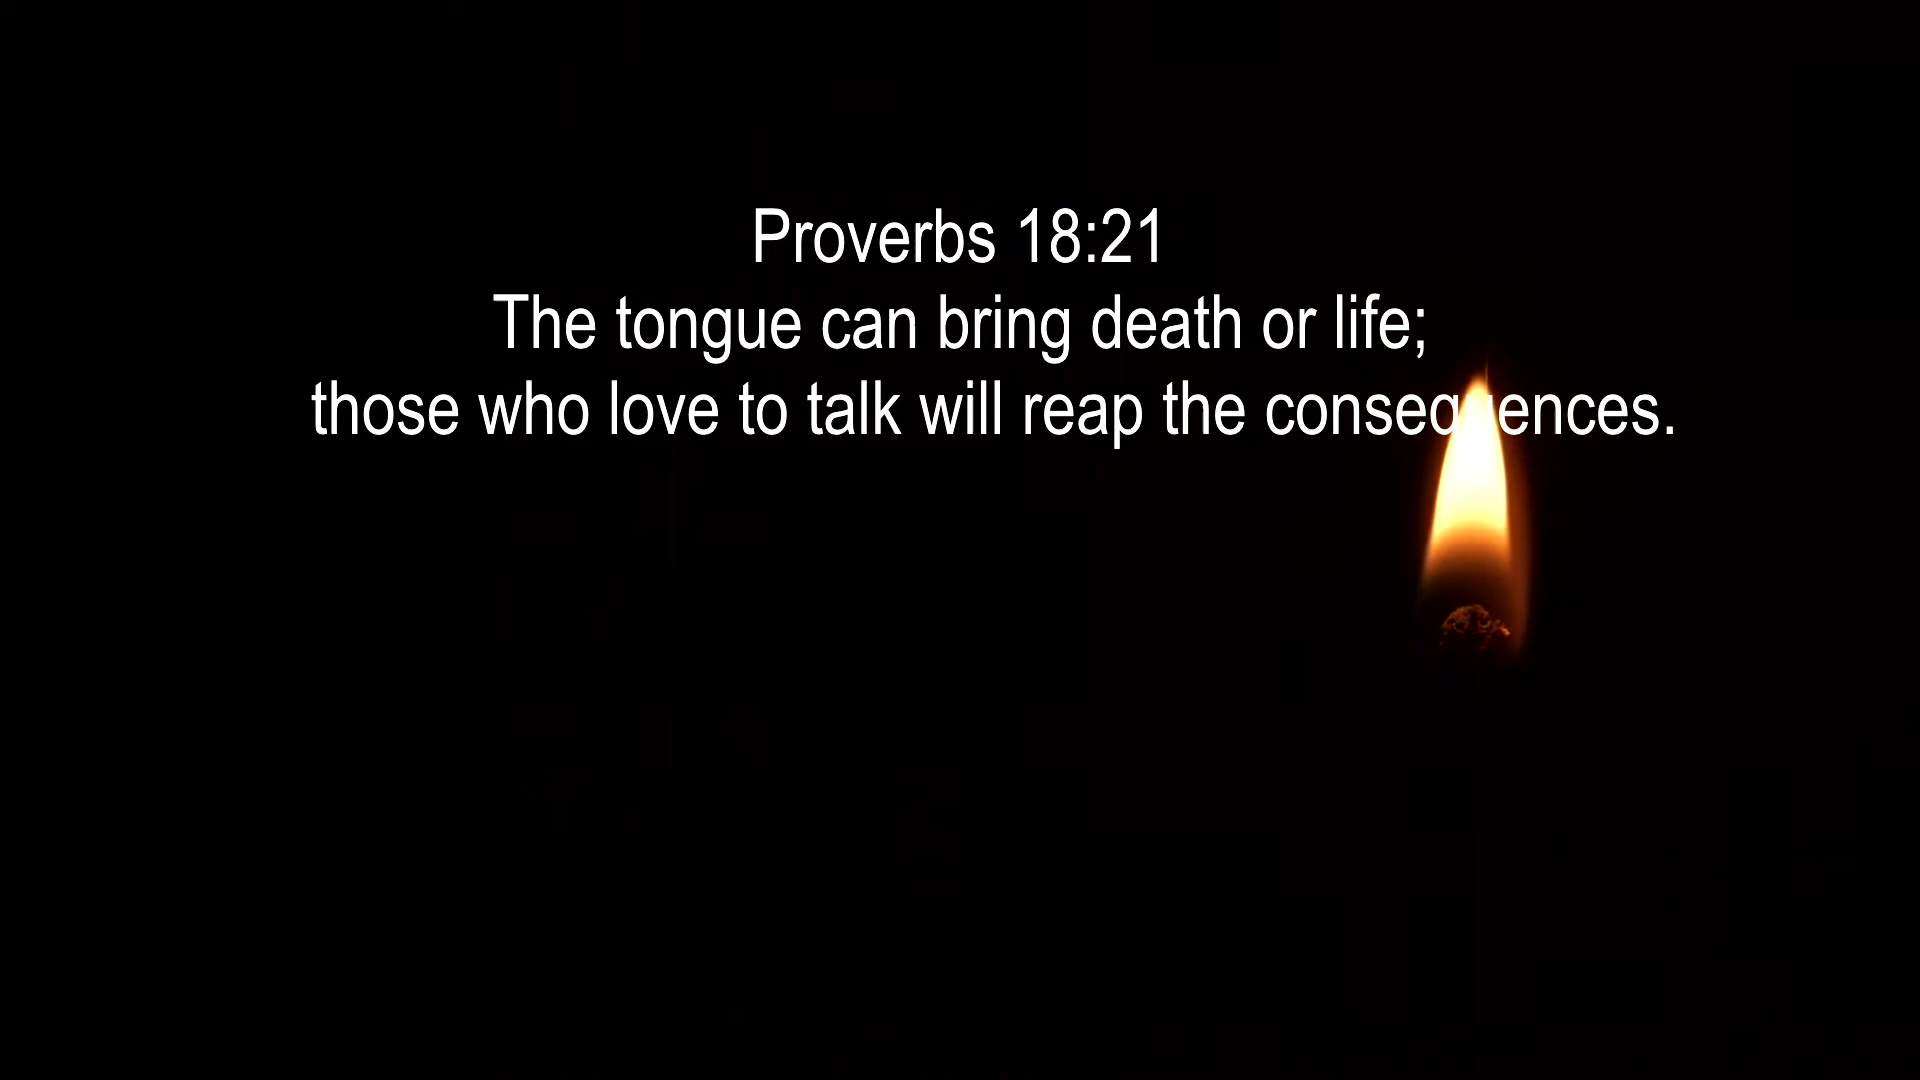 Proverbs 18:21
The tongue can bring death or life;
those who love to talk will reap the consequences.